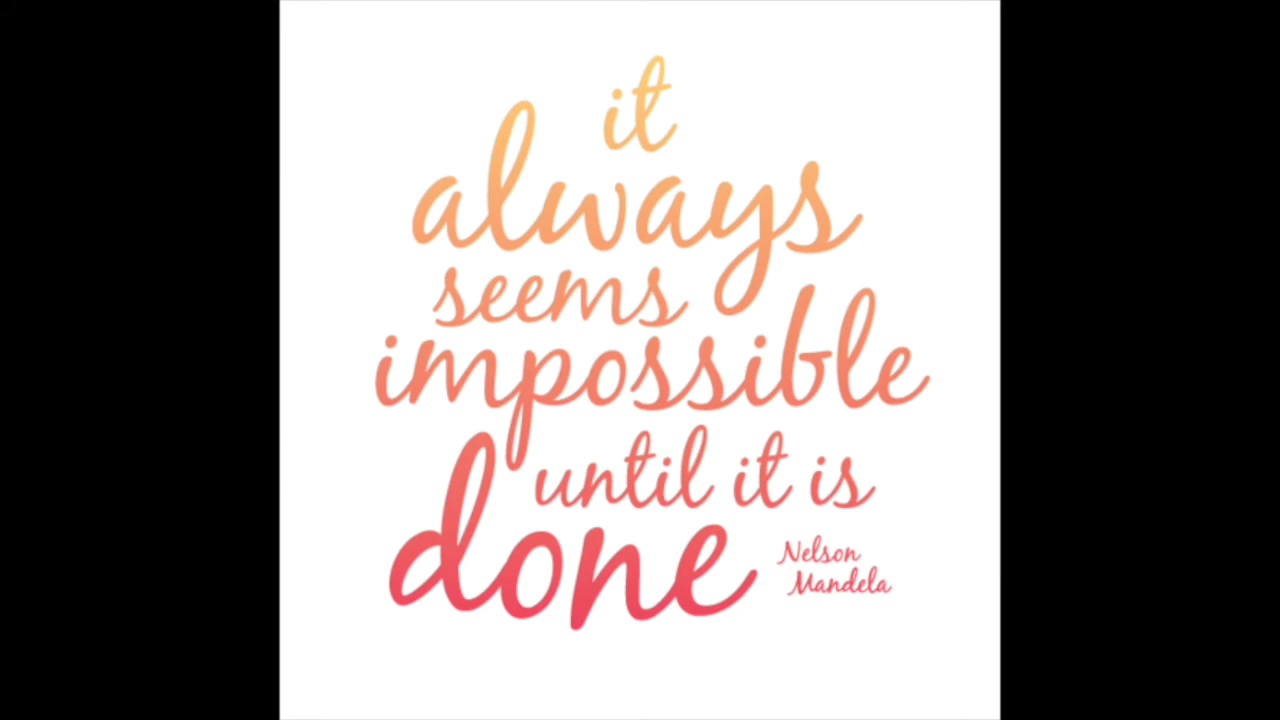 it
always
seems
impossible
until it is
done
Nelson
Mandela